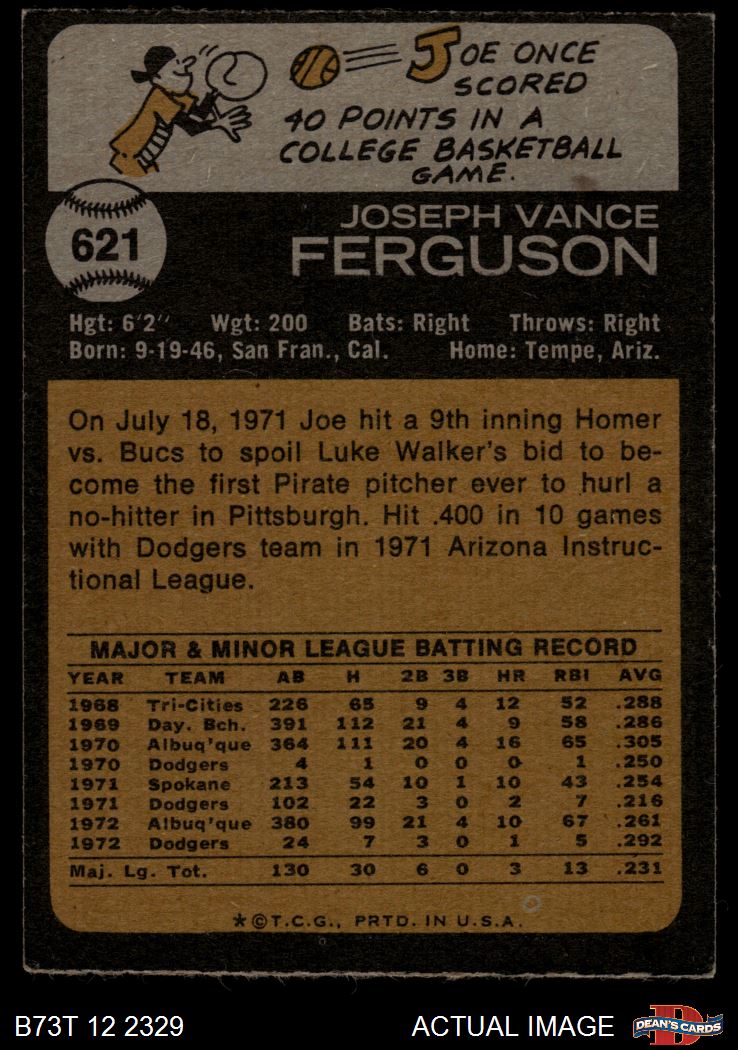 JOE ONCE
SCORED
40 POINTS IN A
COLLEGE BASKETBALL
GAME.
621
JOSEPH VANCE
FERGUSON
Hgt: 6'2" Wgt: 200 Bats: Right Throws: Right
Born: 9-19-46, San Fran., Cal. Home: Tempe, Ariz.
On July 18, 1971 Joe hit a 9th inning Homer
vs. Bucs to spoil Luke Walker's bid to be-
come the first Pirate pitcher ever to hurl a
no-hitter in Pittsburgh. Hit .400 in 10 games
with Dodgers team in 1971 Arizona Instruc-
tional League.
MAJOR & MINOR LEAGUE BATTING RECORD
YEAR TEAM AB H 2B 3B HR RBI AVG
1968 Tri-Cities 226 65 9 4 12 52 .288
1969 Day. Bch. 391 112 21 4 9 58 .286
1970 Albuq'que 364 111 20 4 16 65 .305
1970 Dodgers 4 1 0 0 0 1 .250
1971 Spokane 213 54 10 1 10 43 .254
1971 Dodgers 102 22 3 0 2 7 .216
1972 Albuq'que 380 99 21 4 10 67 .261
1972 Dodgers 24 7 3 0 1 5 .292
Maj. Lg. Tot. 130 30 6 0 3 13 .231
*©T.C.G., PRTD. IN U.S.A.
B73T 12 2329 ACTUAL IMAGE D DEAN'S CARDS